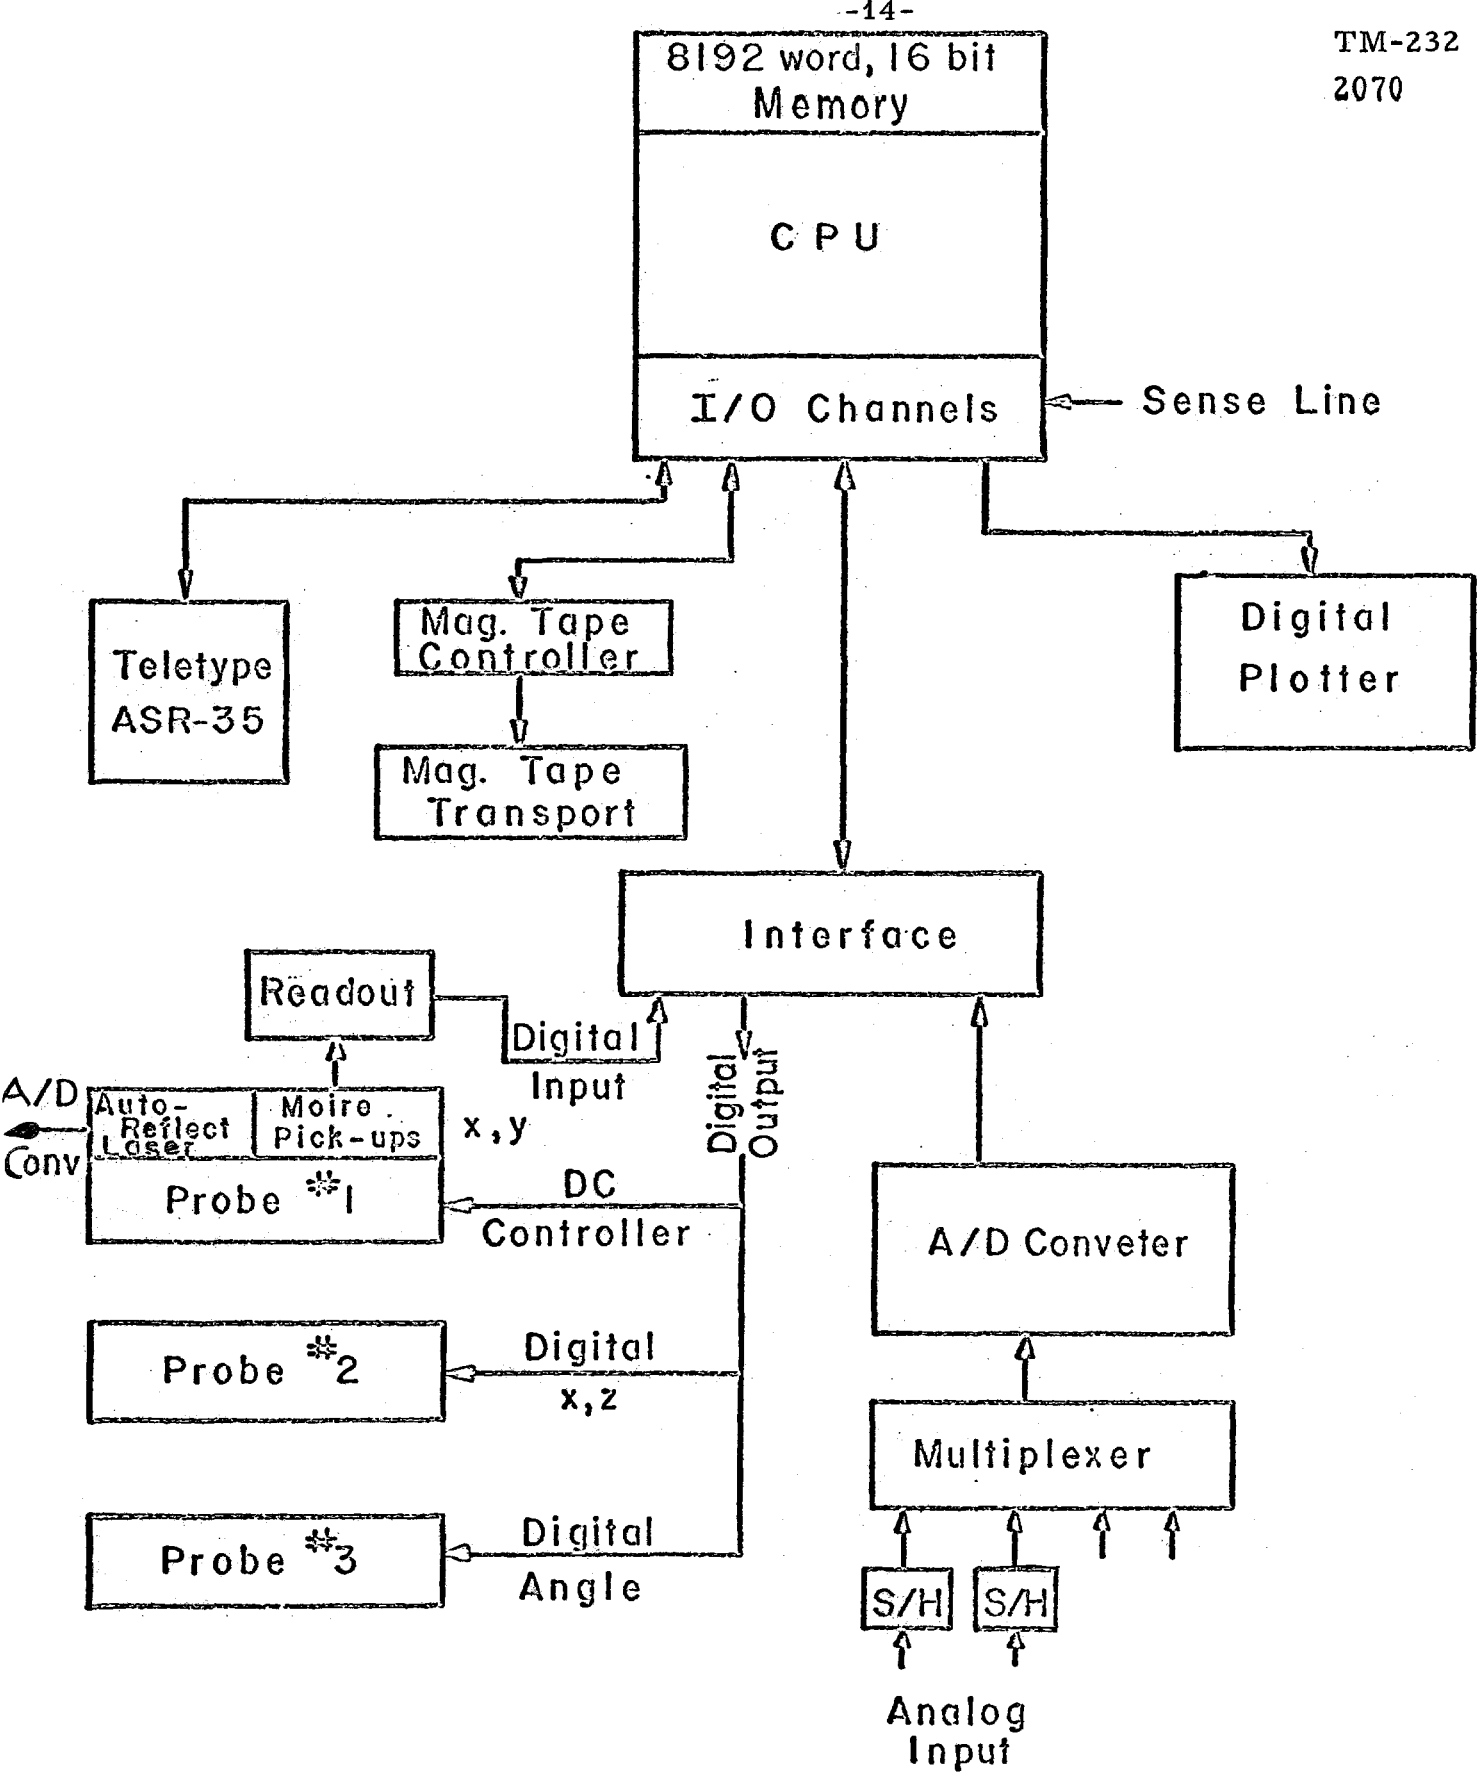 -14-
TM-232
2070
8192 word, 16 bit
Memory
CPU
I/O Channels
Sense Line
Teletype
ASR-35
Mag. Tape
Controller
Mag. Tape
Transport
Digital
Plotter
Interface
Readout
Digital
Input
Digital
Output
A/D
Conv
Auto-
Reflect
Laser
Moire
Pick-ups
x,y
Probe #1
DC
Controller
A/D Conveter
Probe #2
Digital
x,z
Multiplexer
Probe #3
Digital
Angle
S/H
S/H
Analog
Input